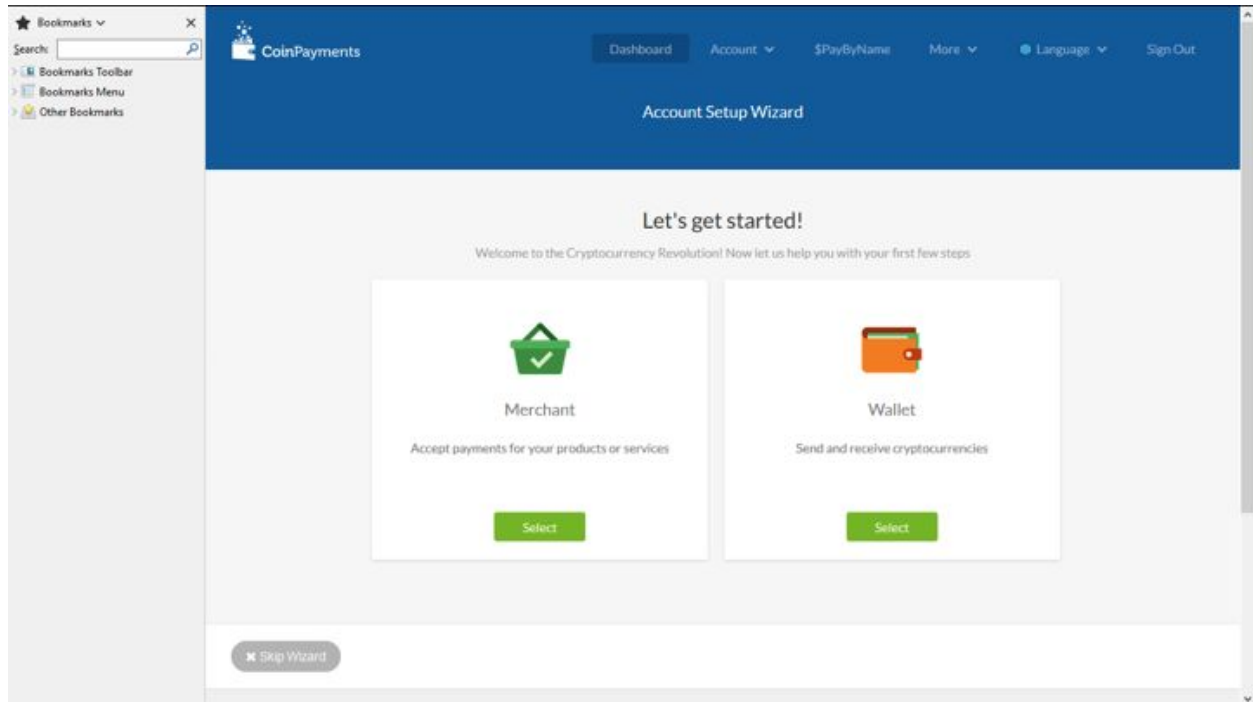 Bookmarks
Search:
Bookmarks Toolbar
Bookmarks Menu
Other Bookmarks
CoinPayments
Dashboard Account $PayByName More Language Sign Out
Account Setup Wizard
Let's get started!
Welcome to the Cryptocurrency Revolution! Now let us help you with your first few steps
Merchant
Accept payments for your products or services
Select
Wallet
Send and receive cryptocurrencies
Select
Skip Wizard